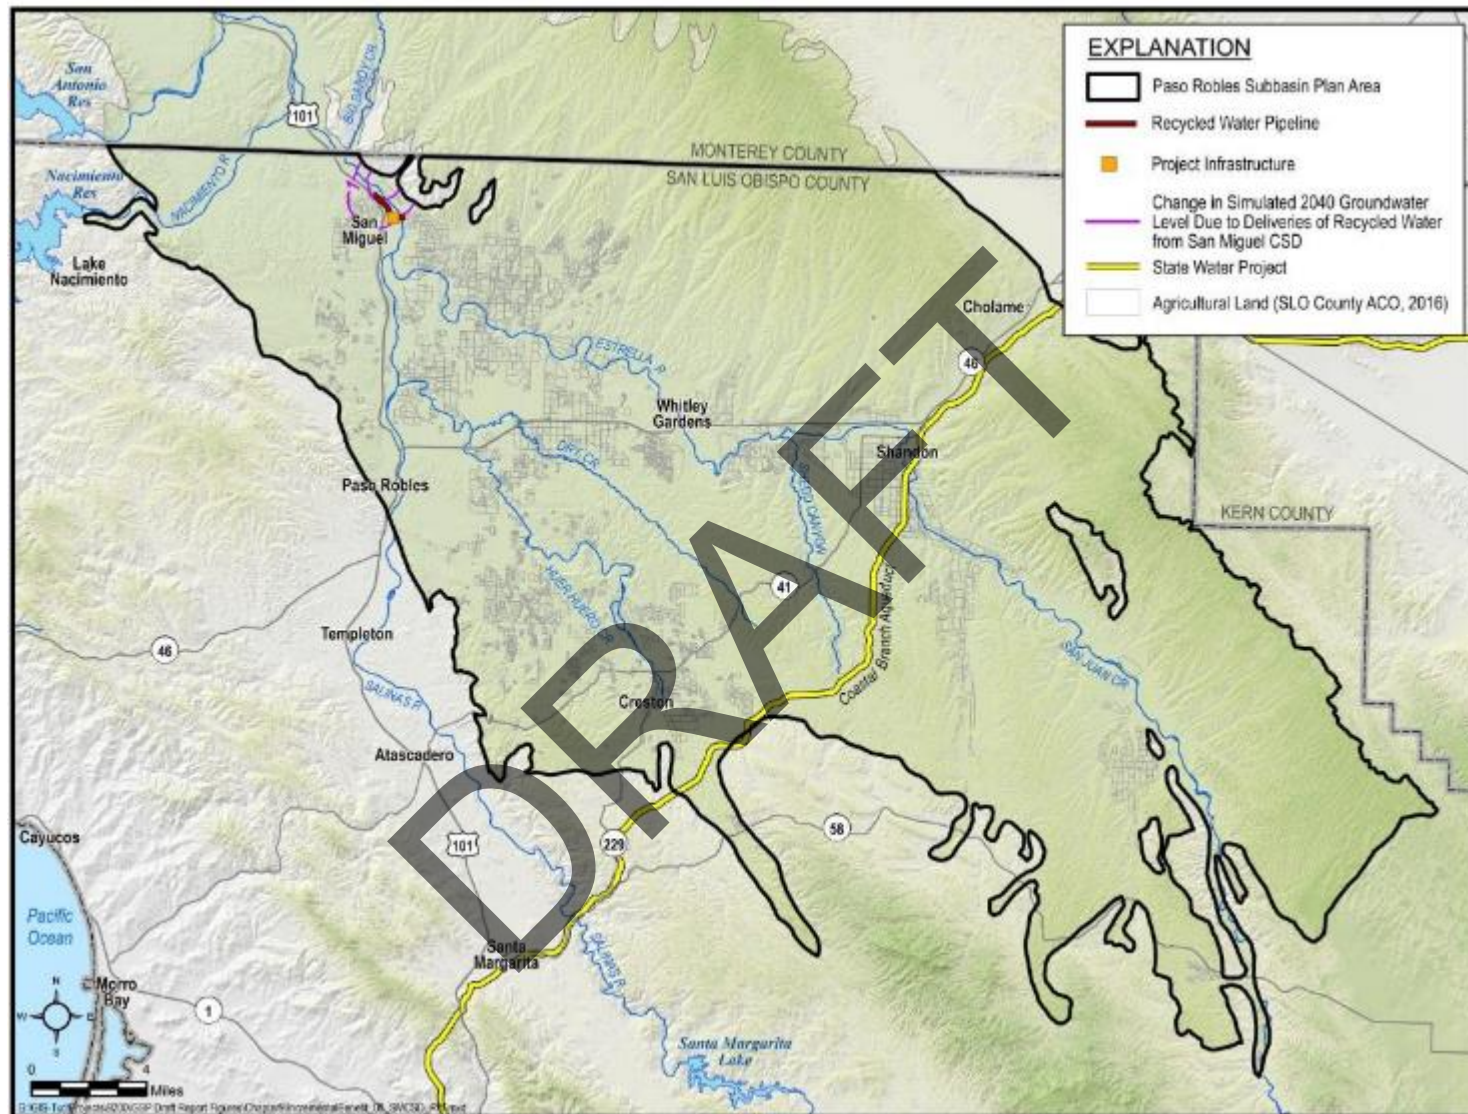 EXPLANATION
Paso Robles Subbasin Plan Area
Recycled Water Pipeline
Project Infrastructure
Change in Simulated 2040 Groundwater
Level Due to Deliveries of Recycled Water
from San Miguel CSD
State Water Project
Agricultural Land (SLO County ACO, 2016)
San
Antonio
Res
101
BIG SANDY CR.
MONTEREY COUNTY
SAN LUIS OBISPO COUNTY
Nacimiento
Res
NACIMIENTO R.
San
Miguel
Lake
Nacimiento
Cholame
ESTRELLA R.
46
Whitley
Gardens
Shandon
DRY CR.
Paso Robles
KERN COUNTY
41
HUER HUERO CR.
Templeton
46
SAN JUAN CR.
Coastal Branch Aqueduct
SALINAS R.
Creston
Atascadero
58
229
101
Cayucos
Pacific
Ocean
Santa
Margarita
SALINAS R.
Morro
Bay
1
N
W
E
S
Santa Margarita
Lake
0
4
Miles
DRAFT